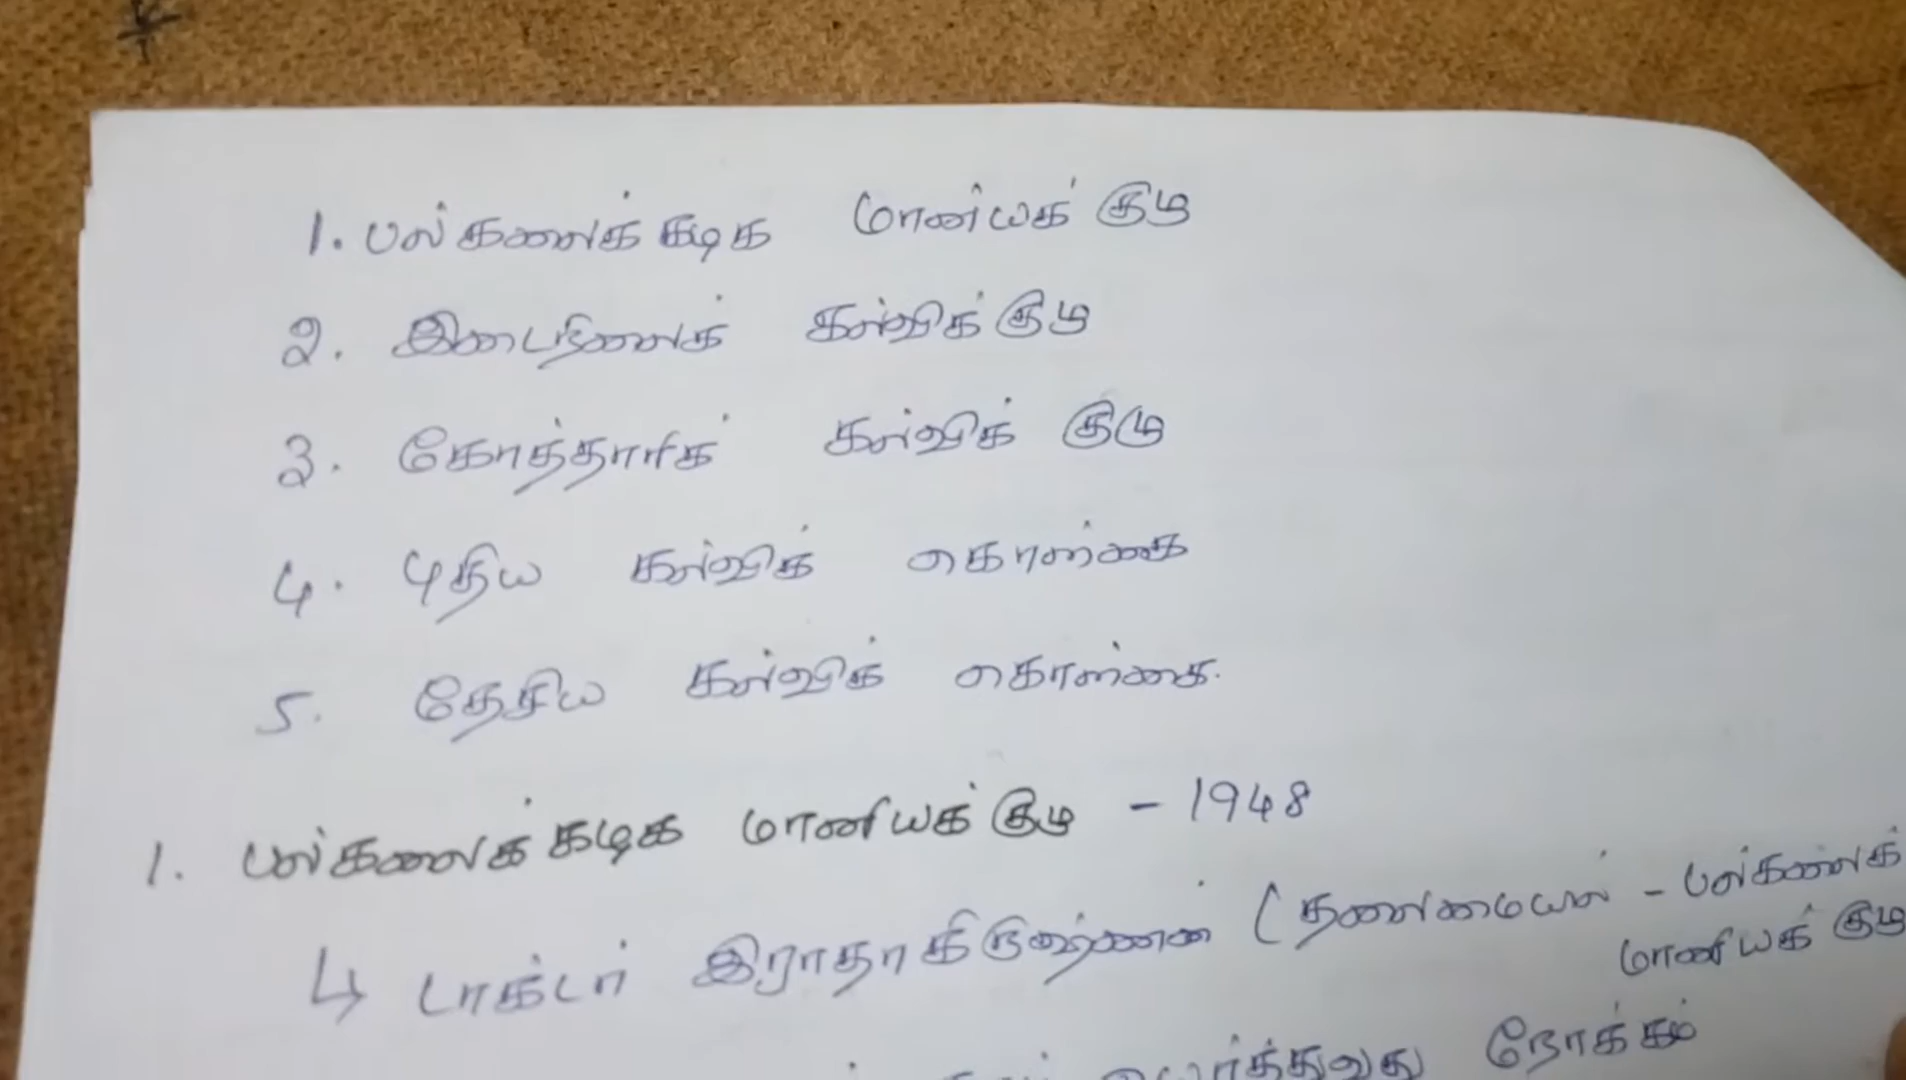 1. பல்கலைக்கழக மானியக்குழு
2. இடைநிலைக் கல்விக்குழு
3. கோத்தாரிக் கல்விக் குழு
4. புதிய கல்விக் கொள்கை
5. தேசிய கல்விக் கொள்கை.
1. பல்கலைக்கழக மானியக்குழு - 1948
↳ டாக்டர் இராதாகிருஷ்ணன் (தலைமையில் - பல்கலைக்
மானியக் குழு
நோக்கம்